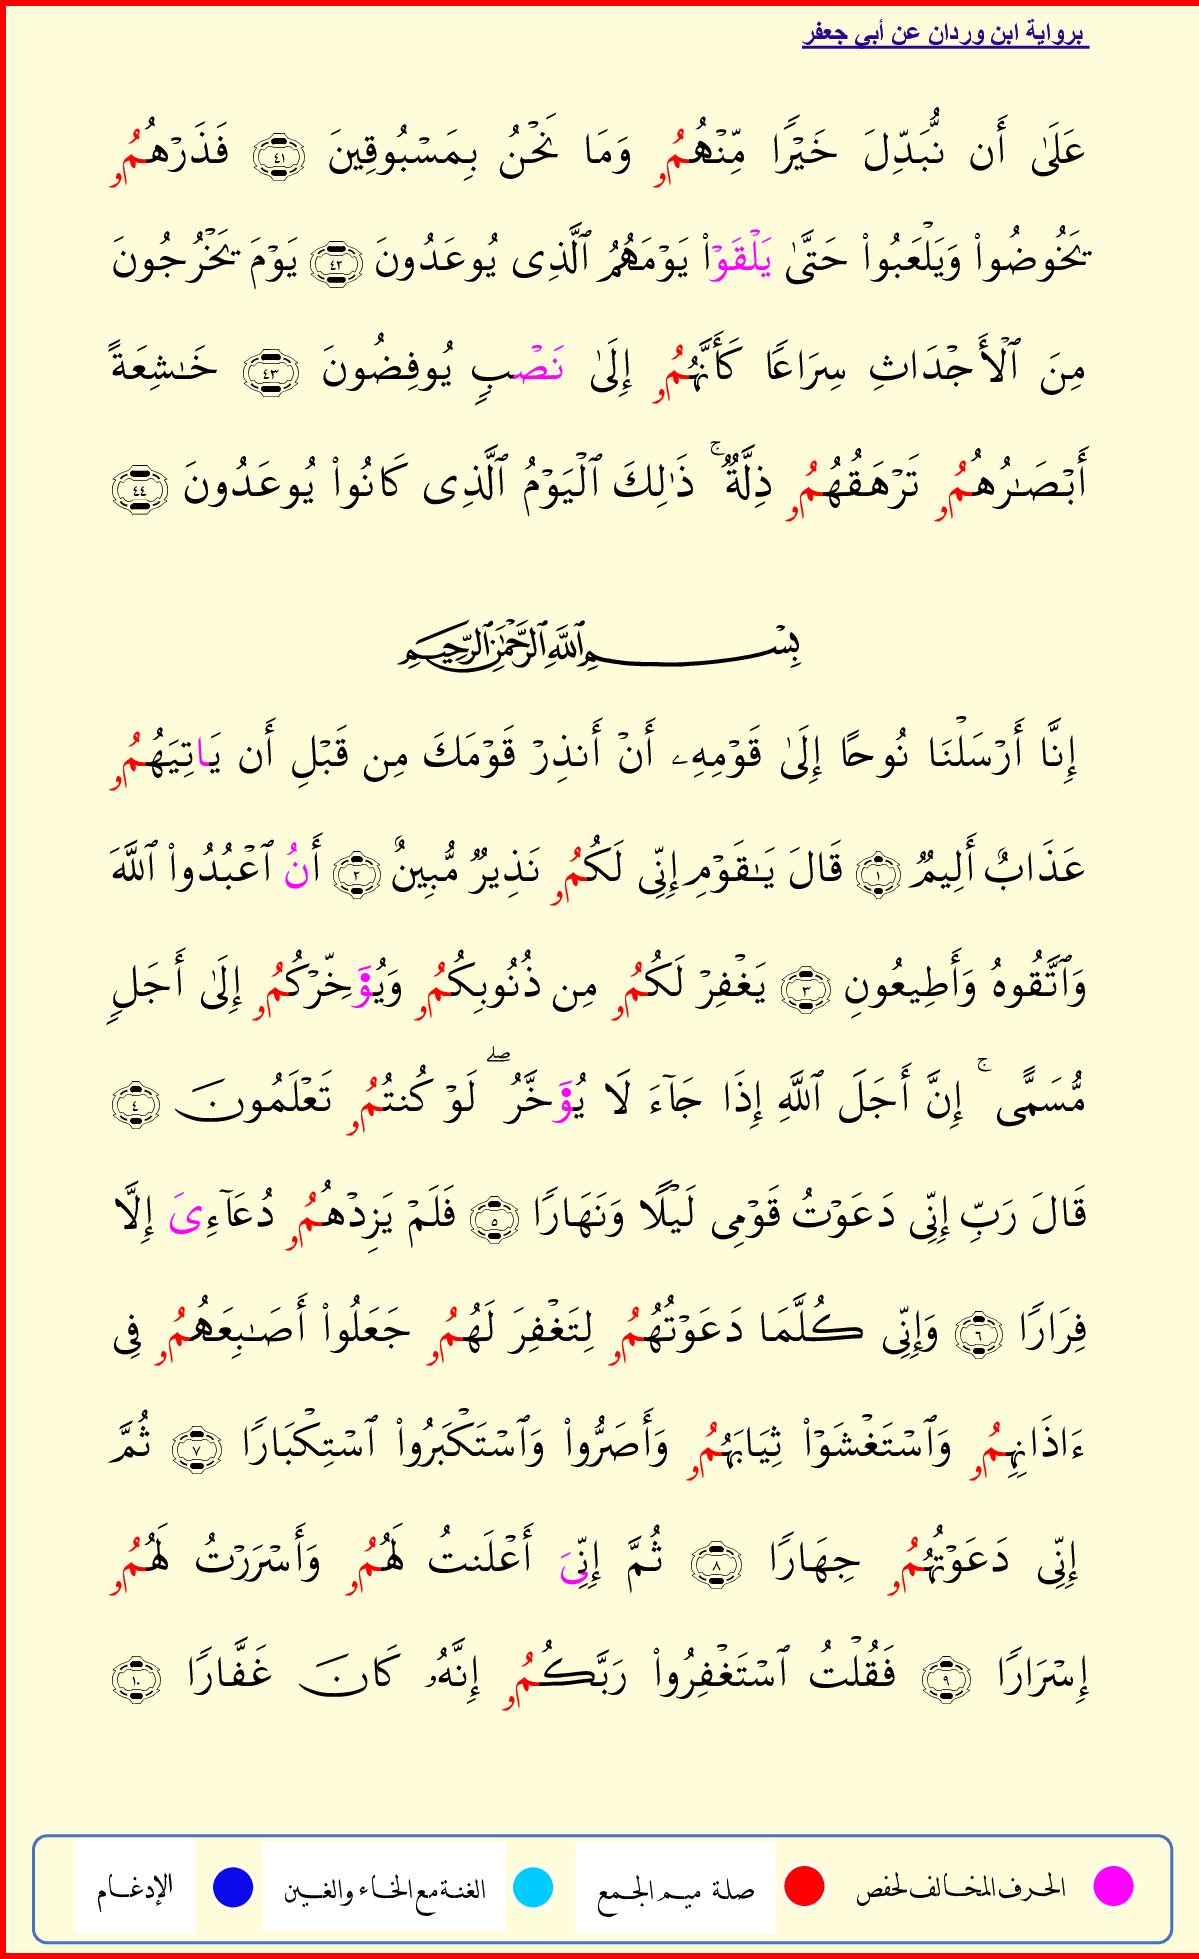 برواية ابن وردان عن أبي جعفر
عَلَىٰٓ أَن نُّبَدِّلَ خَيْرًا مِّنْهُمُو وَمَا نَحْنُ بِمَسْبُوقِينَ ٤١ فَذَرْهُمُو
يَخُوضُوا۟ وَيَلْعَبُوا۟ حَتَّىٰ يَلْقَوْا۟ يَوْمَهُمُ ٱلَّذِى يُوعَدُونَ ٤٢ يَوْمَ يَخْرُجُونَ
مِنَ ٱلْأَجْدَاثِ سِرَاعًا كَأَنَّهُمُو إِلَىٰ نَصْبٍ يُوفِضُونَ ٤٣ خَـٰشِعَةً
أَبْصَـٰرُهُمُو تَرْهَقُهُمُو ذِلَّةٌ ۚ ذَٰلِكَ ٱلْيَوْمُ ٱلَّذِى كَانُوا۟ يُوعَدُونَ ٤٤
بِسْمِ ٱللَّهِ ٱلرَّحْمَـٰنِ ٱلرَّحِيمِ
إِنَّا أَرْسَلْنَا نُوحًا إِلَىٰ قَوْمِهِۦ أَنْ أَنذِرْ قَوْمَكَ مِن قَبْلِ أَن يَاتِيَهُمُو
عَذَابٌ أَلِيمٌ ١ قَالَ يَـٰقَوْمِ إِنِّى لَكُمُو نَذِيرٌ مُّبِينٌ ٢ أَنُ ٱعْبُدُوا۟ ٱللَّهَ
وَٱتَّقُوهُ وَأَطِيعُونِ ٣ يَغْفِرْ لَكُمُو مِن ذُنُوبِكُمُو وَيُؤَخِّرْكُمُو إِلَىٰ أَجَلٍ
مُّسَمًّى ۚ إِنَّ أَجَلَ ٱللَّهِ إِذَا جَآءَ لَا يُؤَخَّرُ ۖ لَوْ كُنتُمُو تَعْلَمُونَ ٤
قَالَ رَبِّ إِنِّى دَعَوْتُ قَوْمِى لَيْلًا وَنَهَارًا ٥ فَلَمْ يَزِدْهُمُو دُعَآءِىَ إِلَّا
فِرَارًا ٦ وَإِنِّى كُلَّمَا دَعَوْتُهُمُو لِتَغْفِرَ لَهُمُو جَعَلُوا۟ أَصَـٰبِعَهُمُو فِى
ءَاذَانِهِمُو وَٱسْتَغْشَوْا۟ ثِيَابَهُمُو وَأَصَرُّوا۟ وَٱسْتَكْبَرُوا۟ ٱسْتِكْبَارًا ٧ ثُمَّ
إِنِّى دَعَوْتُهُمُو جِهَارًا ٨ ثُمَّ إِنِّىَ أَعْلَنتُ لَهُمُو وَأَسْرَرْتُ لَهُمُو
إِسْرَارًا ٩ فَقُلْتُ ٱسْتَغْفِرُوا۟ رَبَّكُمُو إِنَّهُۥ كَانَ غَفَّارًا ١٠
الحرف المخالف لحفص صلة ميم الجمع الغنة مع الخاء والغين الإدغام